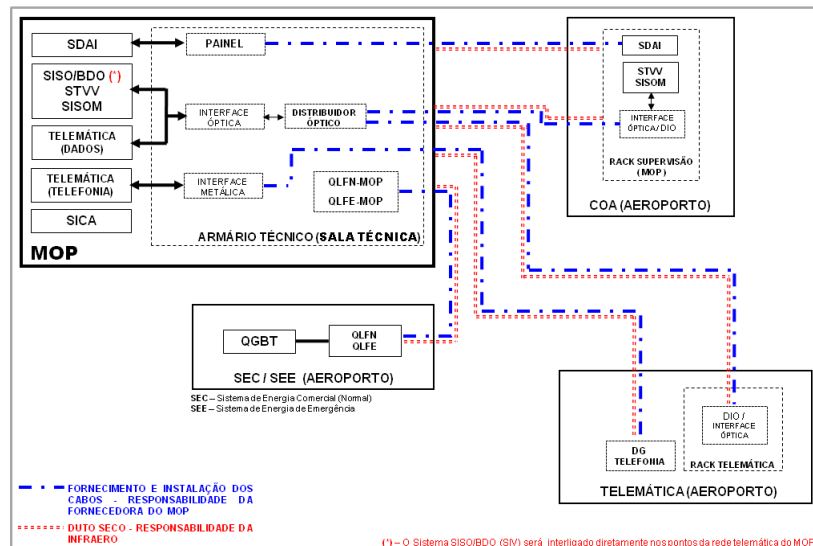 SDAI
PAINEL
SISO/BDO (*)
STVV
SISOM
INTERFACE
ÓPTICA
DISTRIBUIDOR
ÓPTICO
TELEMÁTICA
(DADOS)
TELEMÁTICA
(TELEFONIA)
INTERFACE
METÁLICA
QLFN-MOP
QLFE-MOP
SICA
ARMÁRIO TÉCNICO (SALA TÉCNICA)
MOP
SDAI
STVV
SISOM
INTERFACE
ÓPTICA/DIO
RACK SUPERVISÃO
(MOP)
COA (AEROPORTO)
QGBT
QLFN
QLFE
SEC / SEE (AEROPORTO)
SEC – Sistema de Energia Comercial (Normal)
SEE – Sistema de Energia de Emergência
DIO /
INTERFACE
ÓPTICA
DG
TELEFONIA
RACK TELEMÁTICA
TELEMÁTICA (AEROPORTO)
FORNECIMENTO E INSTALAÇÃO DOS
CABOS - RESPONSABILIDADE DA
FORNECEDORA DO MOP
DUTO SECO - RESPONSABILIDADE DA
INFRAERO
(*) – O Sistema SISO/BDO (SIV) será interligado diretamente nos pontos da rede telemática do MOP